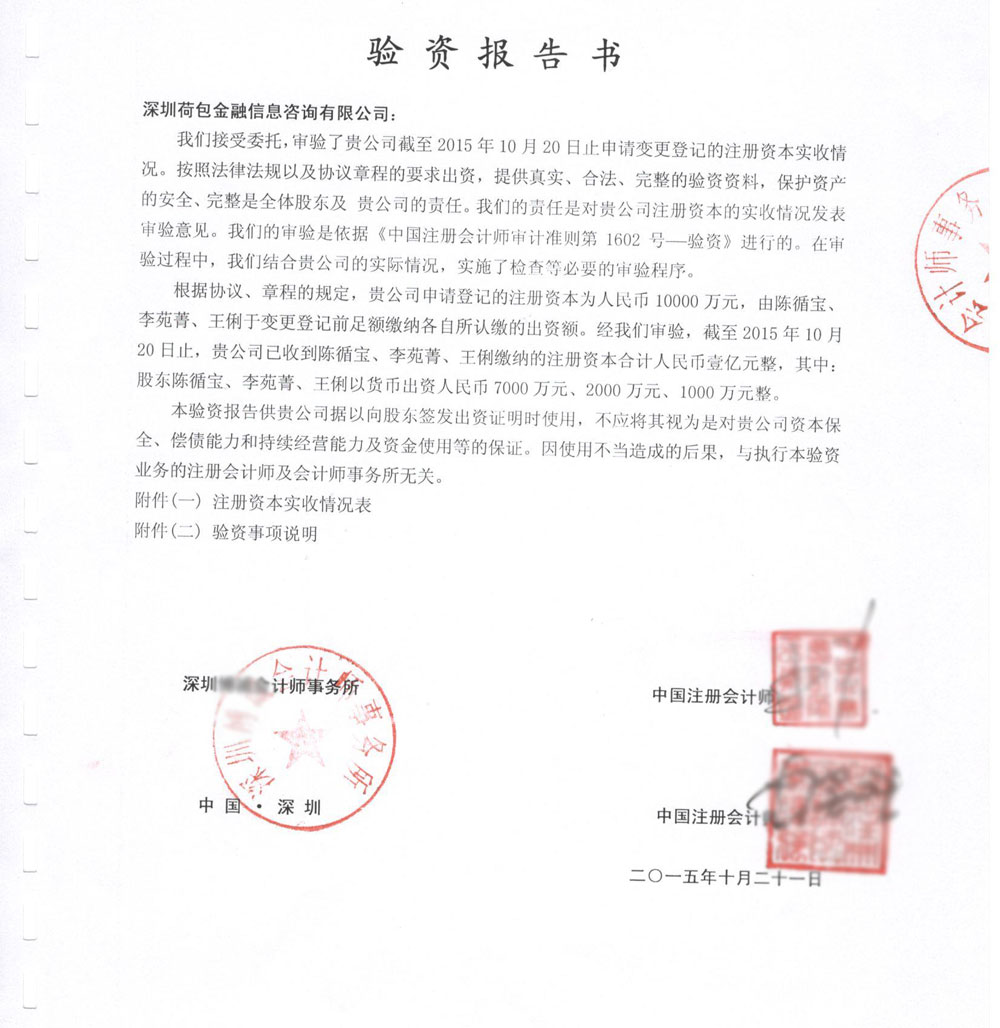 验资报告书
深圳荷包金融信息咨询有限公司：
我们接受委托，审验了贵公司截至 2015 年 10 月 20 日止申请变更登记的注册资本实收情
况。按照法律法规以及协议章程的要求出资，提供真实、合法、完整的验资资料，保护资产
的安全、完整是全体股东及 贵公司的责任。我们的责任是对贵公司注册资本的实收情况发表
审验意见。我们的审验是依据《中国注册会计师审计准则第 1602 号—验资》进行的。在审
验过程中，我们结合贵公司的实际情况，实施了检查等必要的审验程序。
根据协议、章程的规定，贵公司申请登记的注册资本为人民币 10000 万元，由陈循宝、
李苑菁、王俐于变更登记前足额缴纳各自所认缴的出资额。经我们审验，截至 2015 年 10 月
20 日止，贵公司已收到陈循宝、李苑菁、王俐缴纳的注册资本合计人民币壹亿元整，其中：
股东陈循宝、李苑菁、王俐以货币出资人民币 7000 万元、2000 万元、1000 万元整。
本验资报告供贵公司据以向股东签发出资证明时使用，不应将其视为是对贵公司资本保
全、偿债能力和持续经营能力及资金使用等的保证。因使用不当造成的后果，与执行本验资
业务的注册会计师及会计师事务所无关。
附件(一) 注册资本实收情况表
附件(二) 验资事项说明
会计师事务
深圳 计师事务所
深圳 会计师事务所
中国·深圳
中国注册会计师
中国注册会计师
二〇一五年十月二十一日